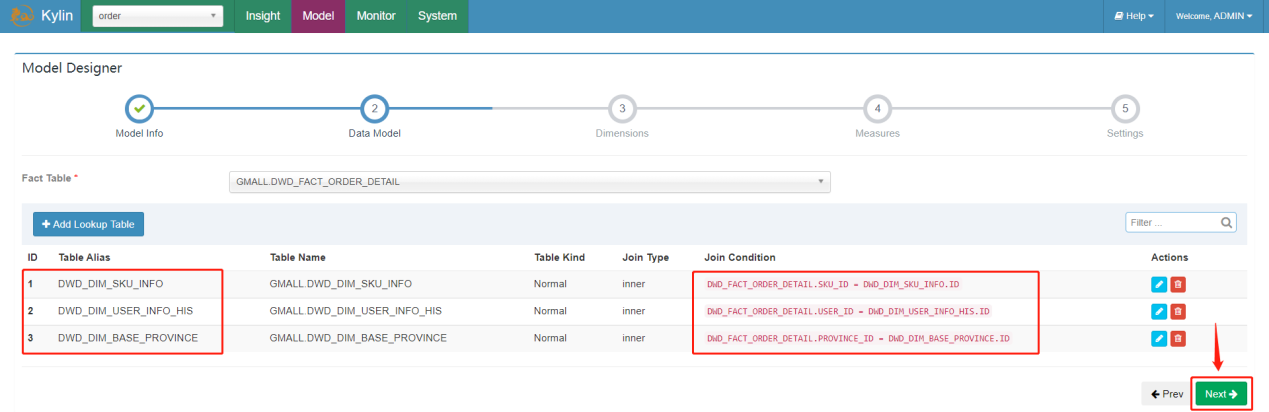 Kylin order Insight Model Monitor System Help Welcome, ADMIN
Model Designer
2 3 4 5
Model Info Data Model Dimensions Measures Settings
Fact Table * GMALL.DWD_FACT_ORDER_DETAIL
+ Add Lookup Table Filter ...
ID Table Alias Table Name Table Kind Join Type Join Condition Actions
1 DWD_DIM_SKU_INFO GMALL.DWD_DIM_SKU_INFO Normal inner DWD_FACT_ORDER_DETAIL.SKU_ID = DWD_DIM_SKU_INFO.ID
2 DWD_DIM_USER_INFO_HIS GMALL.DWD_DIM_USER_INFO_HIS Normal inner DWD_FACT_ORDER_DETAIL.USER_ID = DWD_DIM_USER_INFO_HIS.ID
3 DWD_DIM_BASE_PROVINCE GMALL.DWD_DIM_BASE_PROVINCE Normal inner DWD_FACT_ORDER_DETAIL.PROVINCE_ID = DWD_DIM_BASE_PROVINCE.ID
← Prev Next →